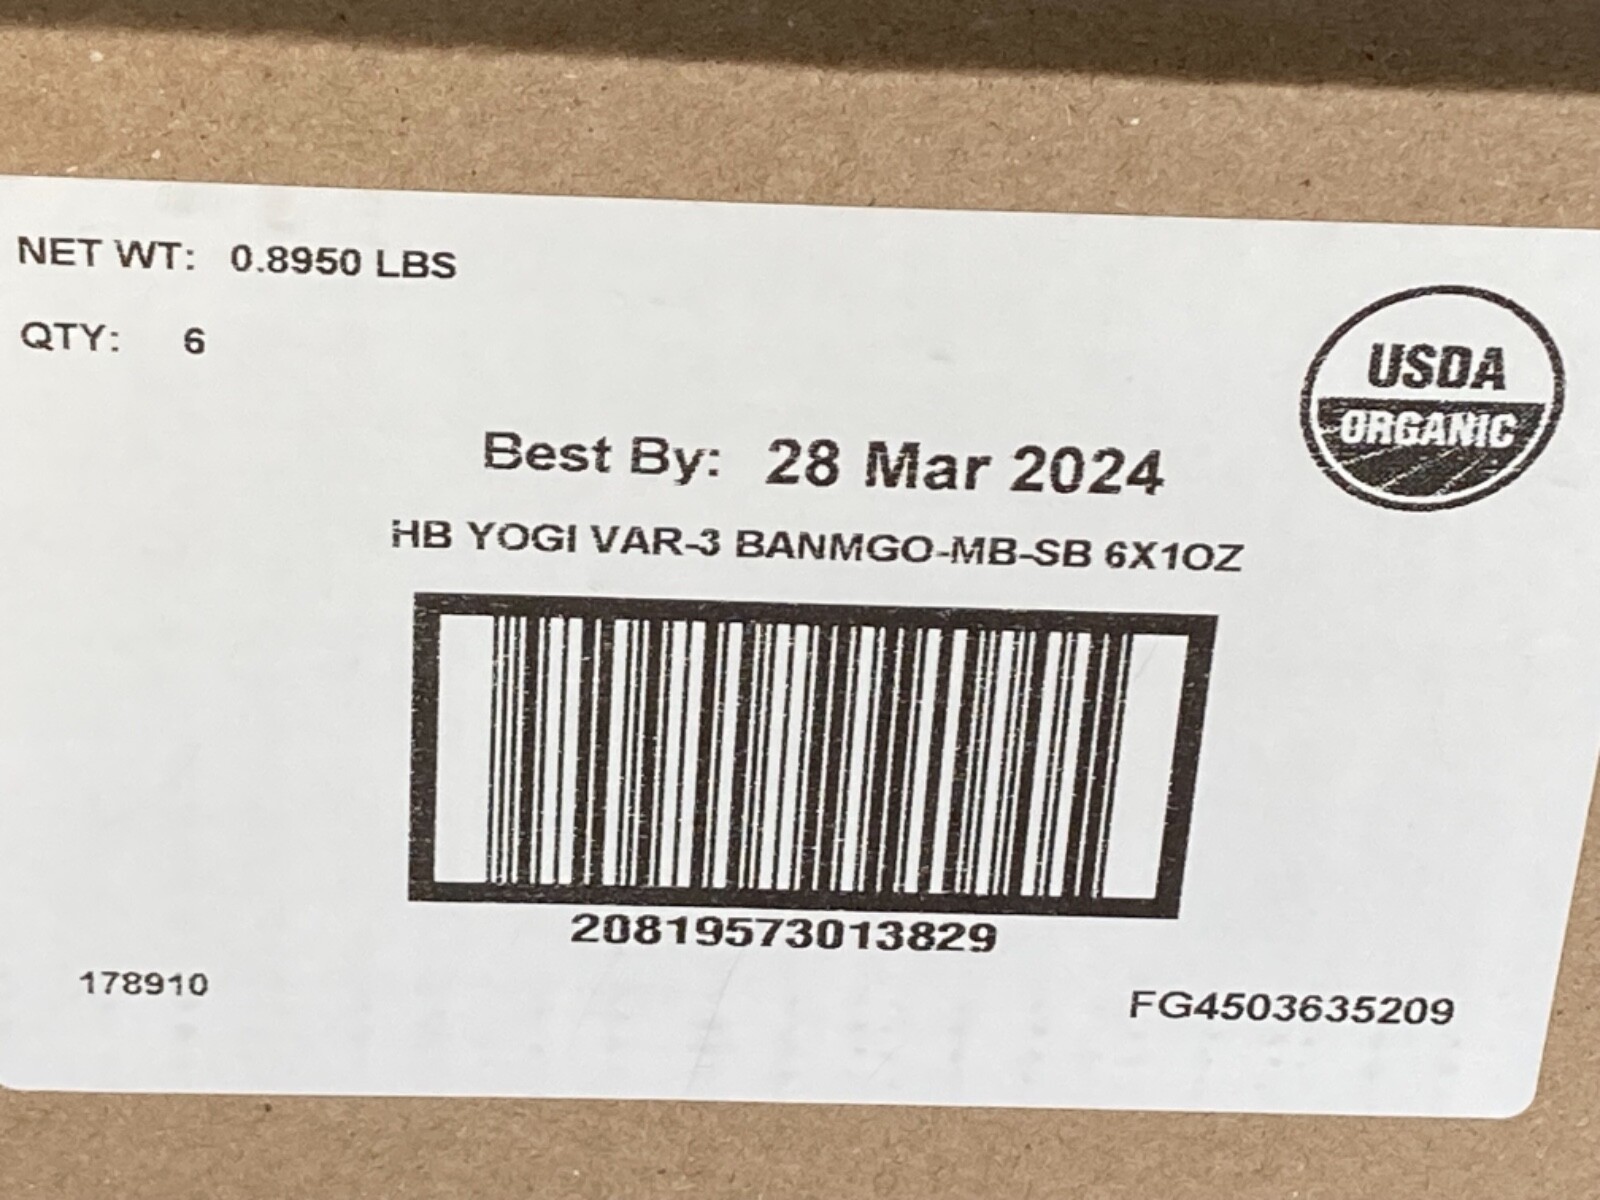 NET WT: 0.8950 LBS
QTY: 6
USDA
ORGANIC
Best By: 28 Mar 2024
HB YOGI VAR-3 BANMGO-MB-SB 6X1OZ
20819573013829
178910
FG4503635209